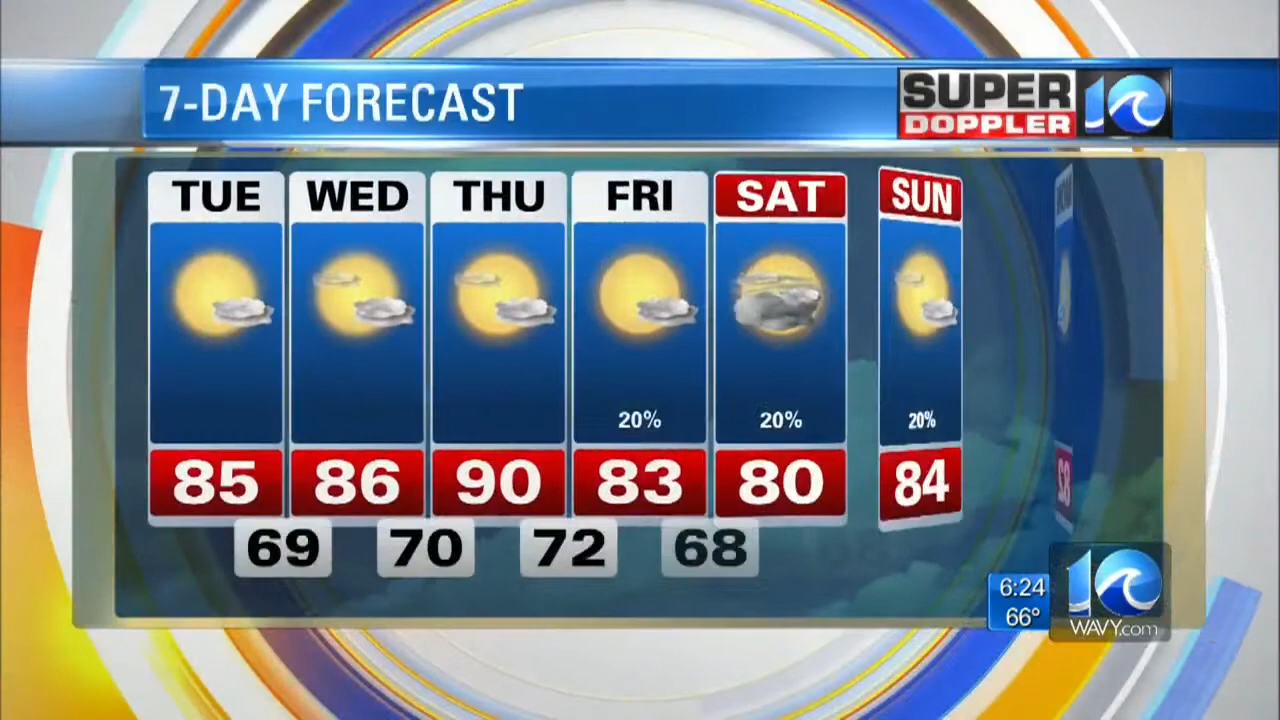 7-DAY FORECAST
SUPER
DOPPLER
10
TUE WED THU FRI SAT SUN
20% 20% 20%
85 86 90 83 80 84
69 70 72 68
6:24
66°
10
WAVY.com